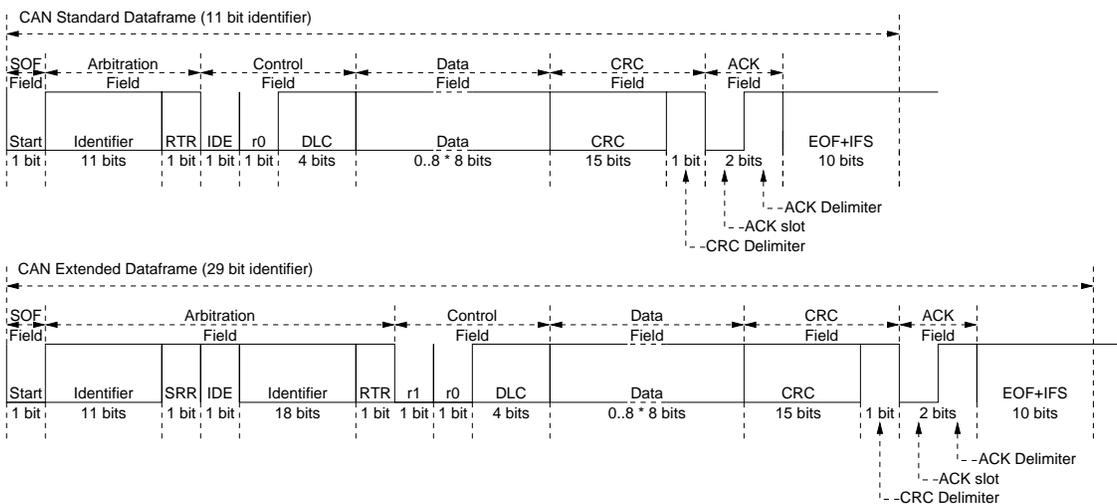 CAN Standard Dataframe (11 bit identifier)
SOF Arbitration Control Data CRC ACK
Field Field Field Field Field Field
Start Identifier RTR IDE r0 DLC Data CRC EOF+IFS
1 bit 11 bits 1 bit 1 bit 1 bit 4 bits 0..8 * 8 bits 15 bits 1 bit 2 bits 10 bits
ACK Delimiter
ACK slot
CRC Delimiter
CAN Extended Dataframe (29 bit identifier)
SOF Arbitration Control Data CRC ACK
Field Field Field Field Field Field
Start Identifier SRR IDE Identifier RTR r1 r0 DLC Data CRC EOF+IFS
1 bit 11 bits 1 bit 1 bit 18 bits 1 bit 1 bit 1 bit 4 bits 0..8 * 8 bits 15 bits 1 bit 2 bits 10 bits
ACK Delimiter
ACK slot
CRC Delimiter